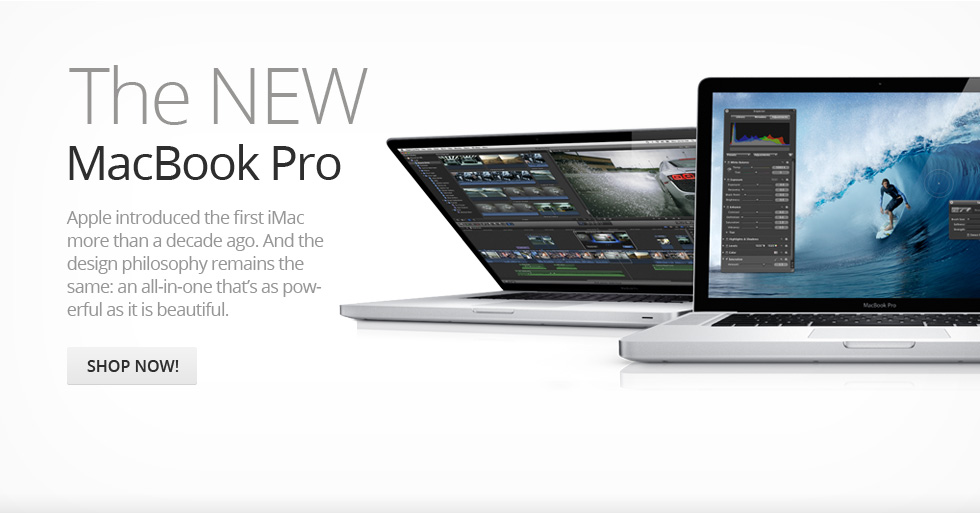 The NEW
MacBook Pro
Apple introduced the first iMac
more than a decade ago. And the
design philosophy remains the
same: an all-in-one that's as pow-
erful as it is beautiful.
SHOP NOW!
MacBook Pro